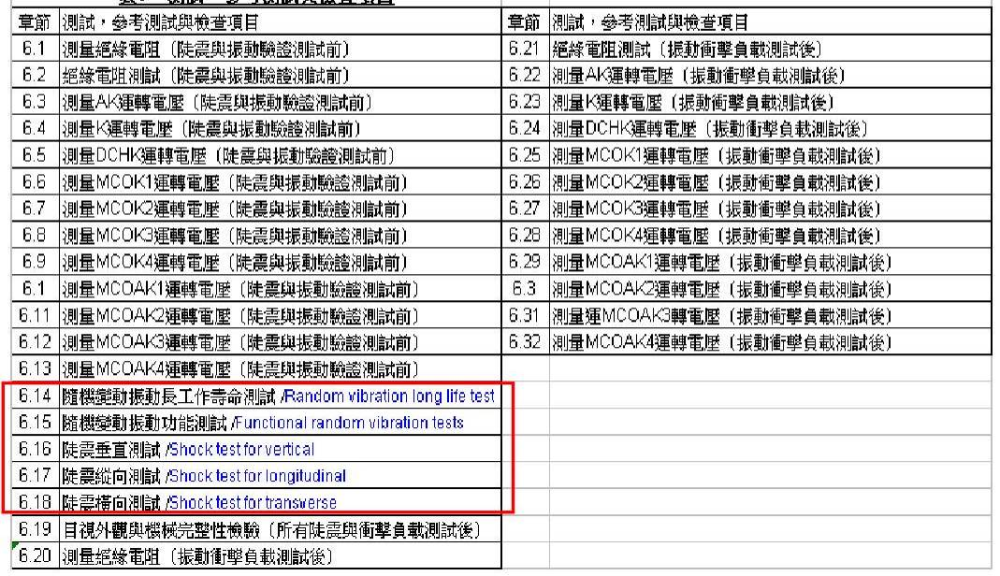 章節 測試，參考測試與檢查項目
6.1 測量絕緣電阻（陡震與振動驗證測試前）
6.2 絕緣電阻測試（陡震與振動驗證測試前）
6.3 測量AK運轉電壓（陡震與振動驗證測試前）
6.4 測量K運轉電壓（陡震與振動驗證測試前）
6.5 測量DCHK運轉電壓（陡震與振動驗證測試前）
6.6 測量MCOK1運轉電壓（陡震與振動驗證測試前）
6.7 測量MCOK2運轉電壓（陡震與振動驗證測試前）
6.8 測量MCOK3運轉電壓（陡震與振動驗證測試前）
6.9 測量MCOK4運轉電壓（陡震與振動驗證測試前）
6.1 測量MCOAK1運轉電壓（陡震與振動驗證測試前）
6.11 測量MCOAK2運轉電壓（陡震與振動驗證測試前）
6.12 測量MCOAK3運轉電壓（陡震與振動驗證測試前）
6.13 測量MCOAK4運轉電壓（陡震與振動驗證測試前）
6.14 隨機變動振動長工作壽命測試 /Random vibration long life test
6.15 隨機變動振動功能測試 /Functional random vibration tests
6.16 陡震垂直測試 /Shock test for vertical
6.17 陡震縱向測試 /Shock test for longitudinal
6.18 陡震橫向測試 /Shock test for transverse
6.19 目視外觀與機械完整性檢驗（所有陡震與衝擊負載測試後）
6.20 測量絕緣電阻（振動衝擊負載測試後）
章節 測試，參考測試與檢查項目
6.21 絕緣電阻測試（振動衝擊負載測試後）
6.22 測量AK運轉電壓（振動衝擊負載測試後）
6.23 測量K運轉電壓（振動衝擊負載測試後）
6.24 測量DCHK運轉電壓（振動衝擊負載測試後）
6.25 測量MCOK1運轉電壓（振動衝擊負載測試後）
6.26 測量MCOK2運轉電壓（振動衝擊負載測試後）
6.27 測量MCOK3運轉電壓（振動衝擊負載測試後）
6.28 測量MCOK4運轉電壓（振動衝擊負載測試後）
6.29 測量MCOAK1運轉電壓（振動衝擊負載測試後）
6.3 測量MCOAK2運轉電壓（振動衝擊負載測試後）
6.31 測量運MCOAK3轉電壓（振動衝擊負載測試後）
6.32 測量MCOAK4運轉電壓（振動衝擊負載測試後）